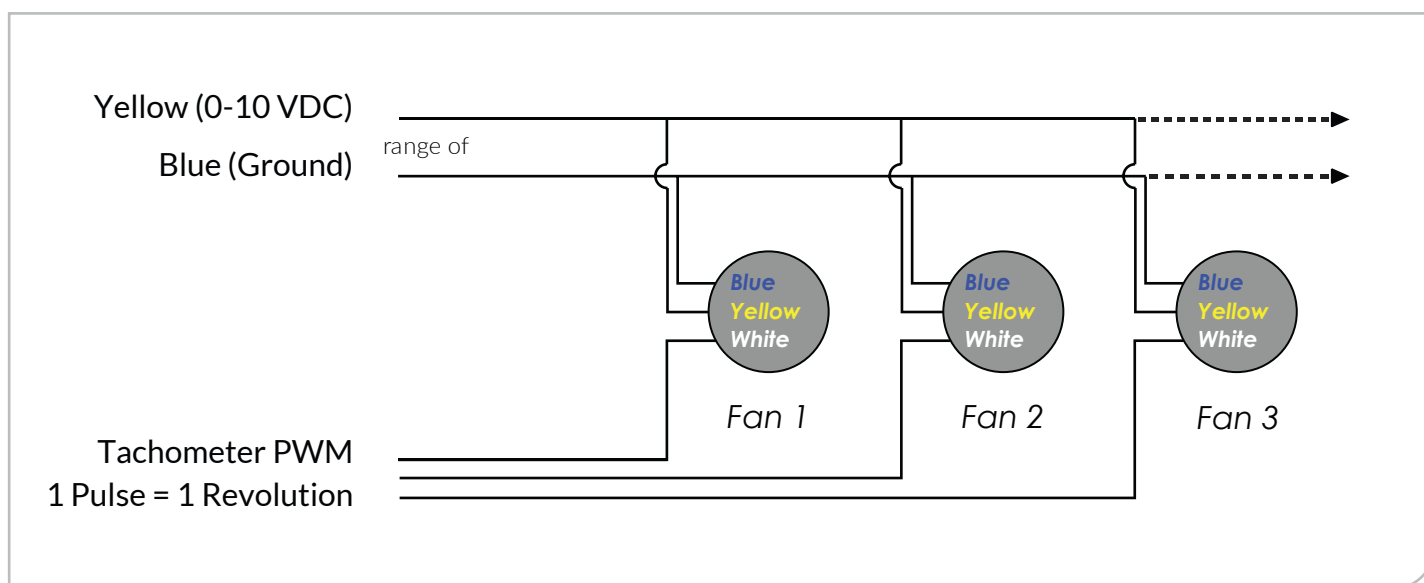 Yellow (0-10 VDC)
range of
Blue (Ground)
Blue
Yellow
White
Fan 1
Blue
Yellow
White
Fan 2
Blue
Yellow
White
Fan 3
Tachometer PWM
1 Pulse = 1 Revolution